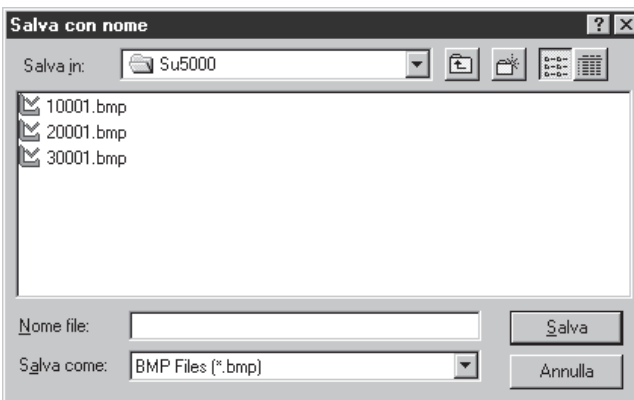 Salva con nome
Salva in: Su5000
10001.bmp
20001.bmp
30001.bmp
Nome file: Salva
Salva come: BMP Files (*.bmp) Annulla